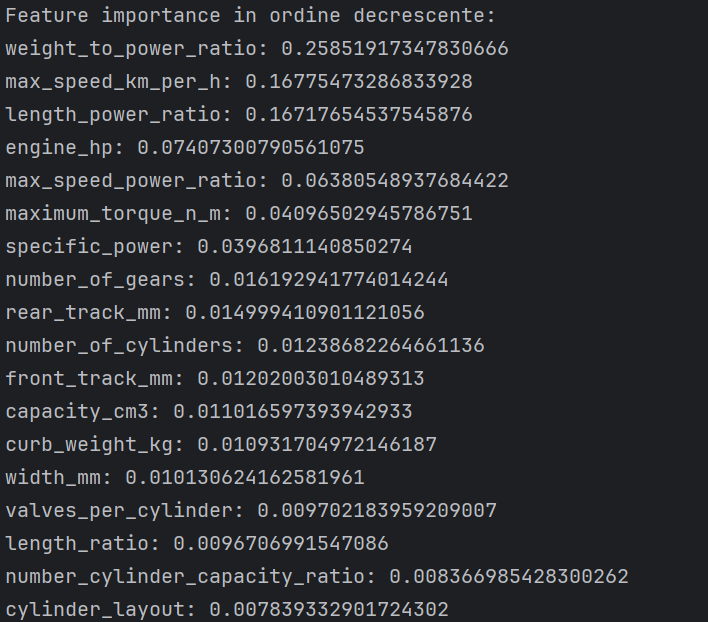 Feature importance in ordine decrescente:
weight_to_power_ratio: 0.25851917347830666
max_speed_km_per_h: 0.16775473286833928
length_power_ratio: 0.16717654537545876
engine_hp: 0.07407300790561075
max_speed_power_ratio: 0.06380548937684422
maximum_torque_n_m: 0.04096502945786751
specific_power: 0.0396811140850274
number_of_gears: 0.016192941774014244
rear_track_mm: 0.014999410901121056
number_of_cylinders: 0.01238682264661136
front_track_mm: 0.01202003010489313
capacity_cm3: 0.011016597393942933
curb_weight_kg: 0.010931704972146187
width_mm: 0.010130624162581961
valves_per_cylinder: 0.009702183959209007
length_ratio: 0.0096706991547086
number_cylinder_capacity_ratio: 0.008366985428300262
cylinder_layout: 0.007839332901724302